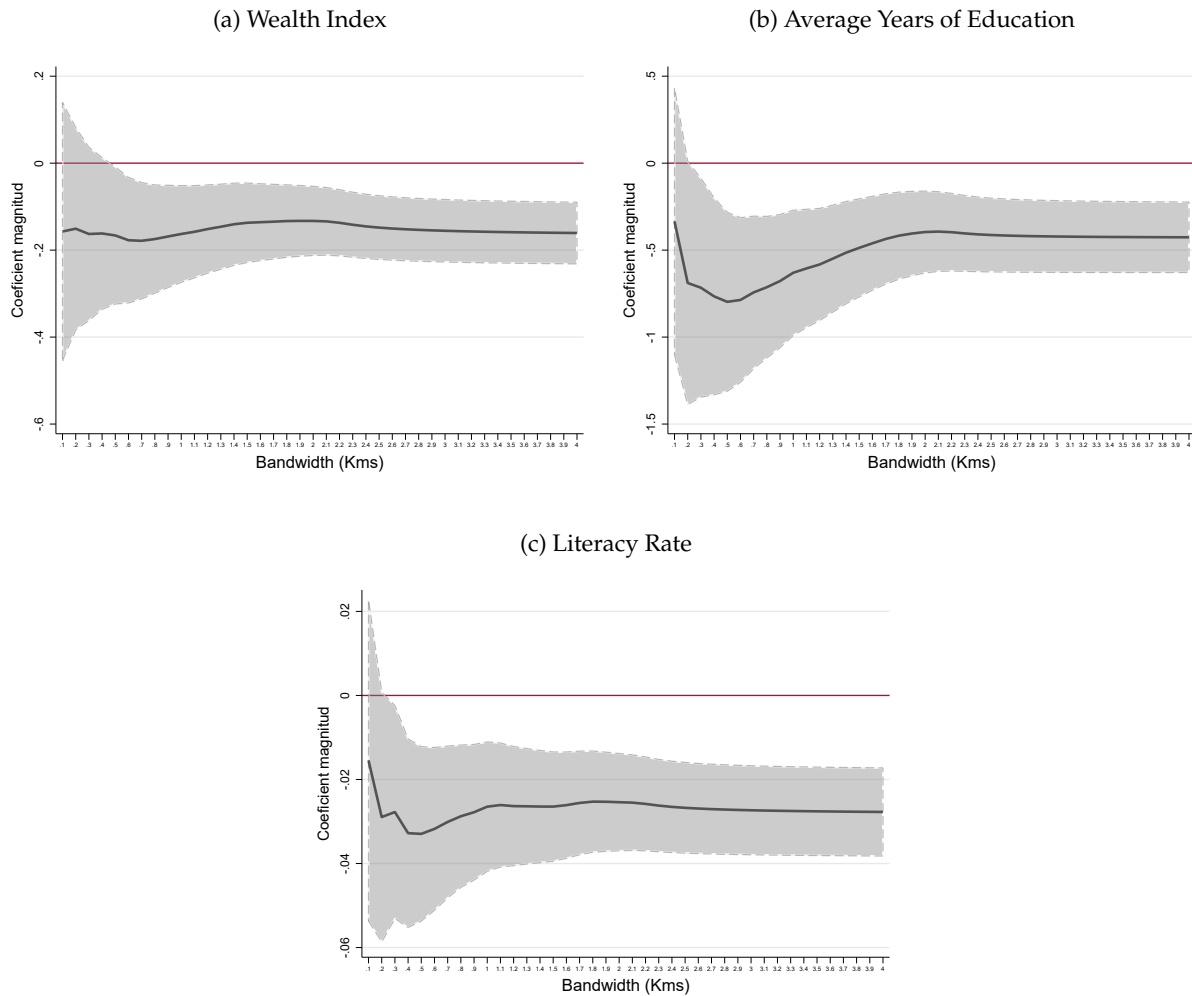 (a) Wealth Index
.2
0
-.2
-.4
-.6
Coeficient magnitud
.1 .2 .3 .4 .5 .6 .7 .8 .9 1 1.1 1.2 1.3 1.4 1.5 1.6 1.7 1.8 1.9 2 2.1 2.2 2.3 2.4 2.5 2.6 2.7 2.8 2.9 3 3.1 3.2 3.3 3.4 3.5 3.6 3.7 3.8 3.9 4
Bandwidth (Kms)
(b) Average Years of Education
.5
0
-.5
-1
-1.5
Coeficient magnitud
.1 .2 .3 .4 .5 .6 .7 .8 .9 1 1.1 1.2 1.3 1.4 1.5 1.6 1.7 1.8 1.9 2 2.1 2.2 2.3 2.4 2.5 2.6 2.7 2.8 2.9 3 3.1 3.2 3.3 3.4 3.5 3.6 3.7 3.8 3.9 4
Bandwidth (Kms)
(c) Literacy Rate
.02
0
-.02
-.04
-.06
Coeficient magnitud
.1 .2 .3 .4 .5 .6 .7 .8 .9 1 1.1 1.2 1.3 1.4 1.5 1.6 1.7 1.8 1.9 2 2.1 2.2 2.3 2.4 2.5 2.6 2.7 2.8 2.9 3 3.1 3.2 3.3 3.4 3.5 3.6 3.7 3.8 3.9 4
Bandwidth (Kms)